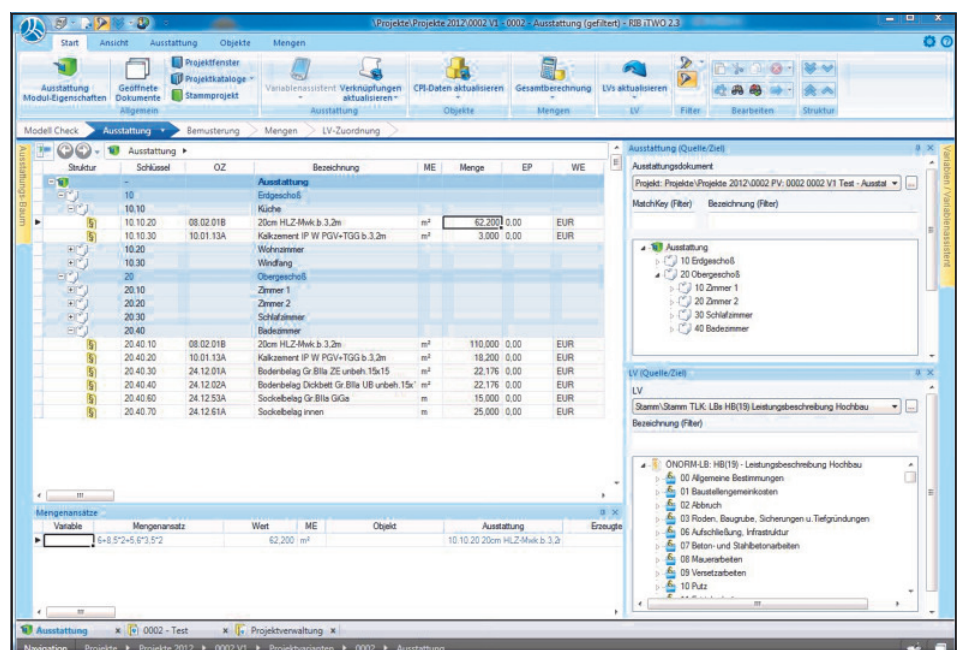 \Projekte\Projekte 2012\0002 V1 - 0002 - Ausstattung (gefiltert) - RIB iTWO 2.3
Start Ansicht Ausstattung Objekte Mengen
Ausstattung Modul-Eigenschaften
Geöffnete Dokumente
Projektfenster
Projektkataloge
Stammprojekt
Variablenassistent
Verknüpfungen aktualisieren
CPI-Daten aktualisieren
Gesamtberechnung
LVs aktualisieren
Allgemein Ausstattung Objekte Mengen LV Filter Bearbeiten Struktur
Modell Check Ausstattung Bemusterung Mengen LV-Zuordnung
Ausstattungs-Baum
Ausstattung
Struktur Schlüssel OZ Bezeichnung ME Menge EP WE
- Ausstattung
10 Erdgeschoß
10.10 Küche
10.10.20 08.02.01B 20cm HLZ-Mwk.b.3,2m m² 62,200 0,00 EUR
10.10.30 10.01.13A Kalkzement IP W PGV+TGG b.3,2m m² 3,000 0,00 EUR
10.20 Wohnzimmer
10.30 Windfang
20 Obergeschoß
20.10 Zimmer 1
20.20 Zimmer 2
20.30 Schlafzimmer
20.40 Badezimmer
20.40.10 08.02.01B 20cm HLZ-Mwk.b.3,2m m² 110,000 0,00 EUR
20.40.20 10.01.13A Kalkzement IP W PGV+TGG b.3,2m m² 18,200 0,00 EUR
20.40.30 24.12.01A Bodenbelag Gr.BIIa ZE unbeh.15x15 m² 22,176 0,00 EUR
20.40.40 24.12.02A Bodenbelag Dickbett Gr.BIIa UB unbeh.15x m² 22,176 0,00 EUR
20.40.60 24.12.53A Sockelbelag Gr.BIIa GiGa m 15,000 0,00 EUR
20.40.70 24.12.61A Sockelbelag innen m 25,000 0,00 EUR
Mengenansätze
Variable Mengenansatz Wert ME Objekt Ausstattung Erzeugte
6+8,5*2+5,6*3,5*2 62,200 m² 10.10.20 20cm HLZ-Mwk.b.3,2r
Ausstattung (Quelle/Ziel)
Ausstattungsdokument
Projekt: Projekte\Projekte 2012\0002 PV: 0002 0002 V1 Test - Ausstat
MatchKey (Filter) Bezeichnung (Filter)
Ausstattung
10 Erdgeschoß
20 Obergeschoß
10 Zimmer 1
20 Zimmer 2
30 Schlafzimmer
40 Badezimmer
Variablen / Variablenassistent
LV (Quelle/Ziel)
LV
Stamm\Stamm TLK: LBs HB(19) Leistungsbeschreibung Hochbau
Bezeichnung (Filter)
ÖNORM-LB: HB(19) - Leistungsbeschreibung Hochbau
00 Allgemeine Bestimmungen
01 Baustellengemeinkosten
02 Abbruch
03 Roden, Baugrube, Sicherungen u.Tiefgründungen
06 Aufschließung, Infrastruktur
07 Beton- und Stahlbetonarbeiten
08 Mauerarbeiten
09 Versetzarbeiten
10 Putz
Ausstattung 0002 - Test Projektverwaltung
Navigation Projekte Projekte 2012 0002 V1 Projektvarianten 0002 Ausstattung